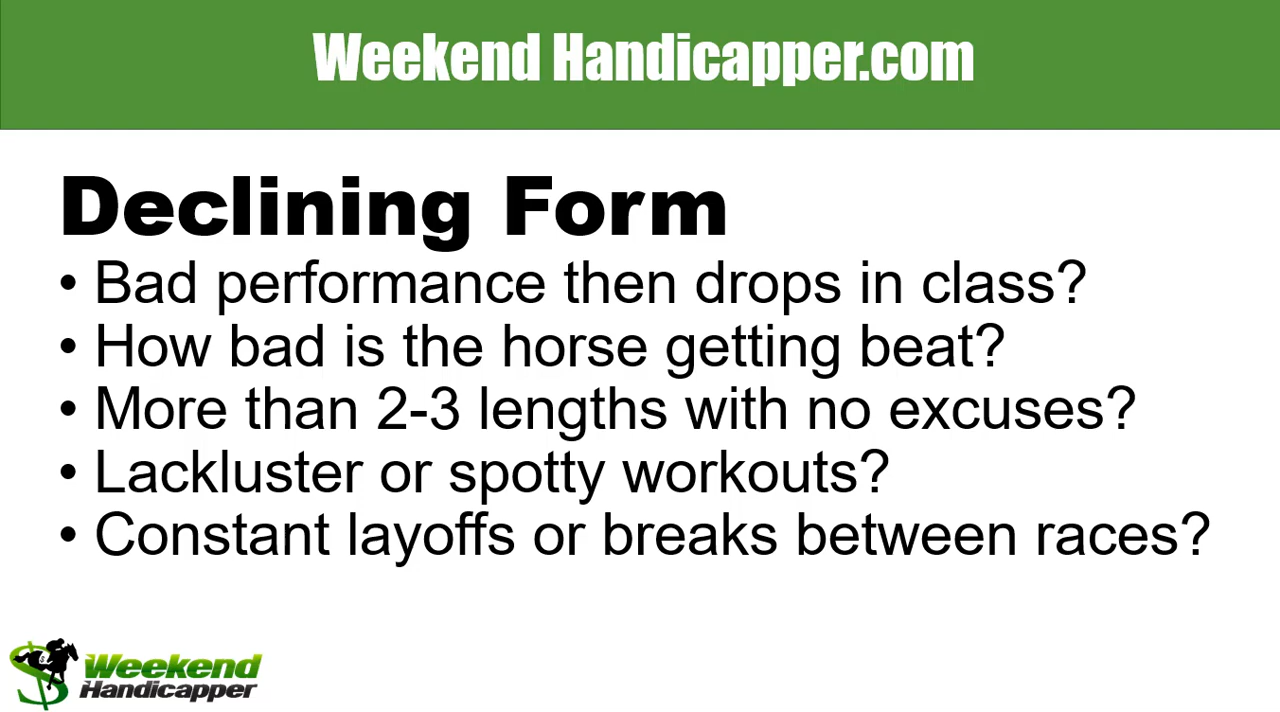 Weekend Handicapper.com
Declining Form
• Bad performance then drops in class?
• How bad is the horse getting beat?
• More than 2-3 lengths with no excuses?
• Lackluster or spotty workouts?
• Constant layoffs or breaks between races?
Weekend
Handicapper